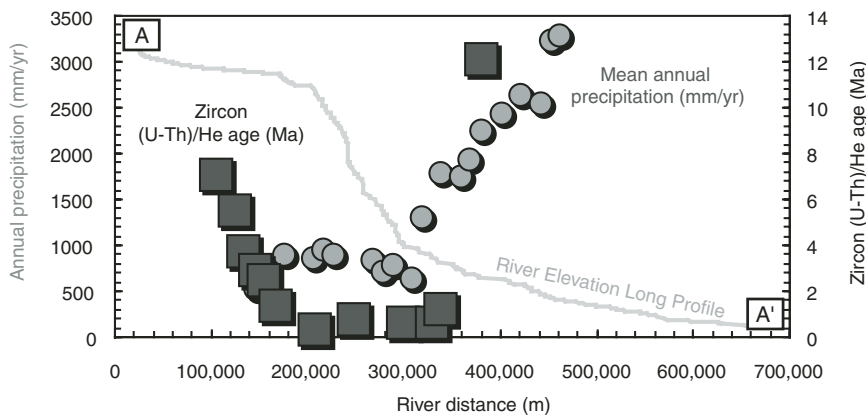 3500
3000
2500
2000
1500
1000
500
0
Annual precipitation (mm/yr)
A
Zircon
(U-Th)/He age (Ma)
Mean annual
precipitation (mm/yr)
River Elevation Long Profile
A'
14
12
10
8
6
4
2
0
Zircon (U-Th)/He age (Ma)
0
100,000
200,000
300,000
400,000
500,000
600,000
700,000
River distance (m)